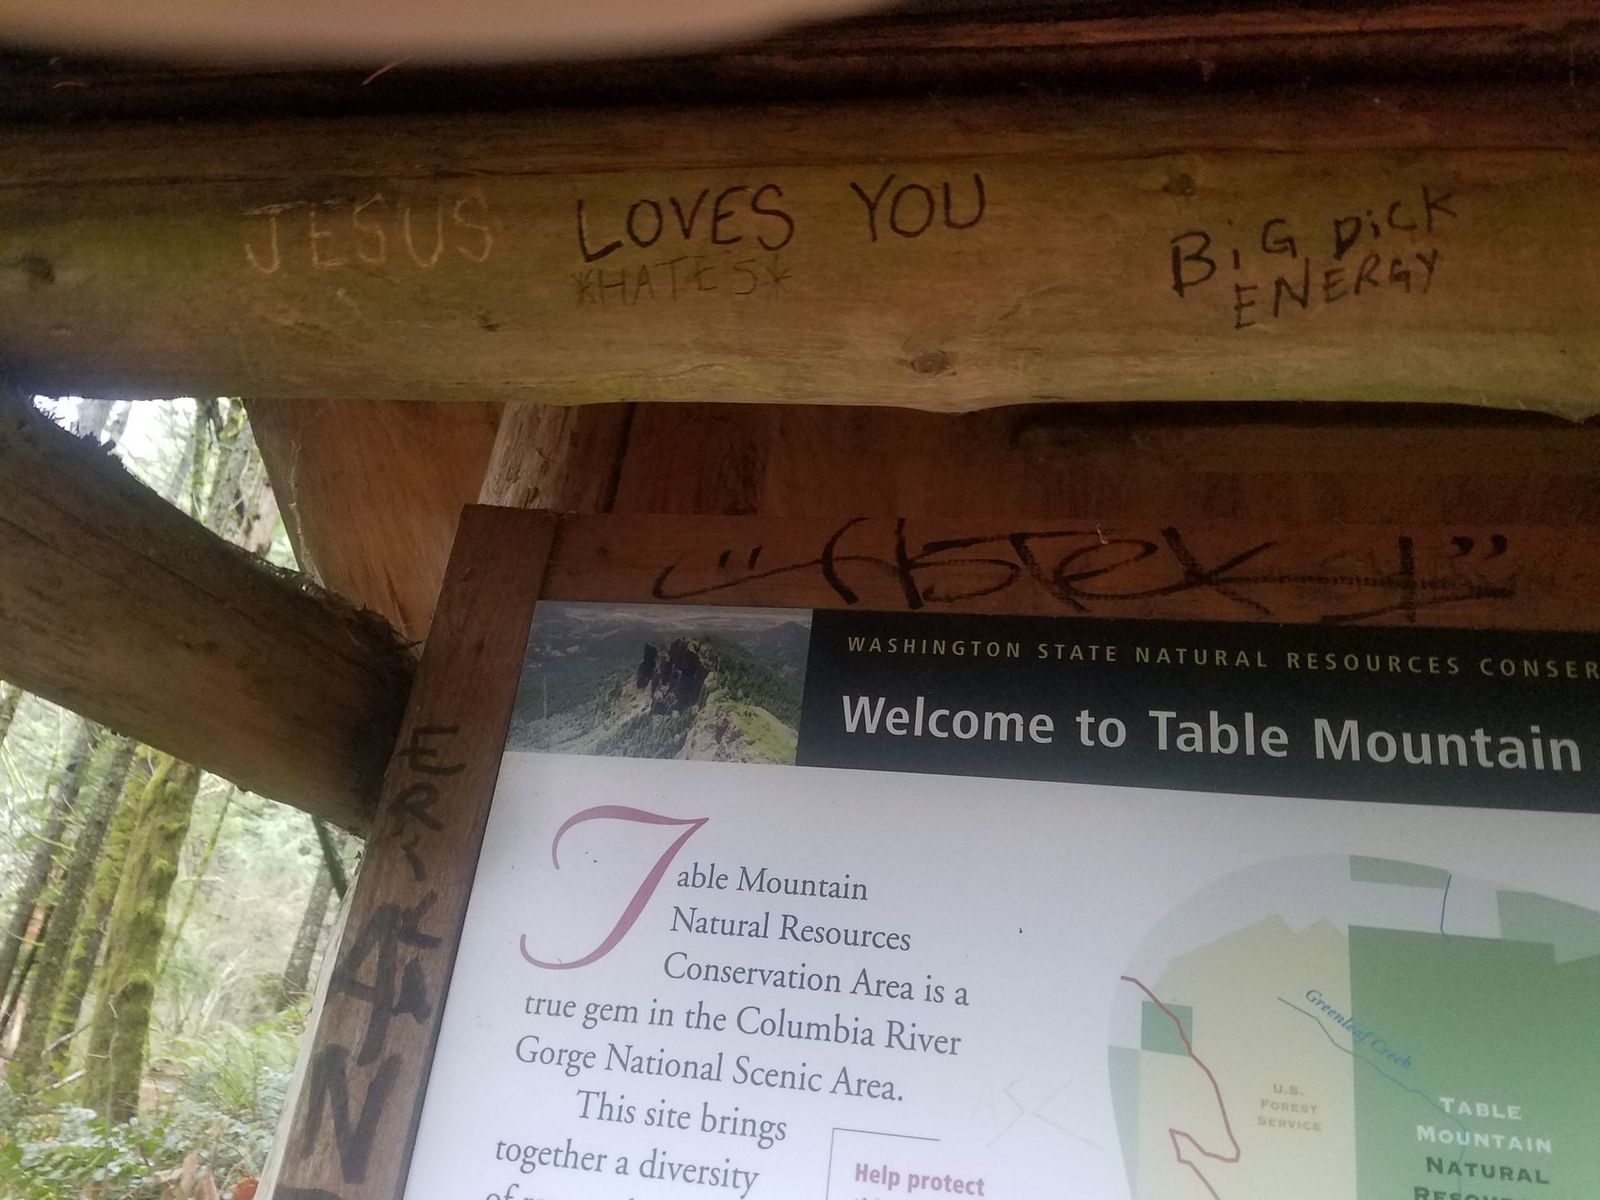 JESUS LOVES YOU
*HATES*
BiG DiCK
ENERGY
WASHINGTON STATE NATURAL RESOURCES CONSER
Welcome to Table Mountain
Table Mountain
Natural Resources
Conservation Area is a
true gem in the Columbia River
Gorge National Scenic Area.
This site brings
together a diversity
Help protect
Greenleaf Creek
U.S.
FOREST
SERVICE
TABLE
MOUNTAIN
NATURAL
ERiK